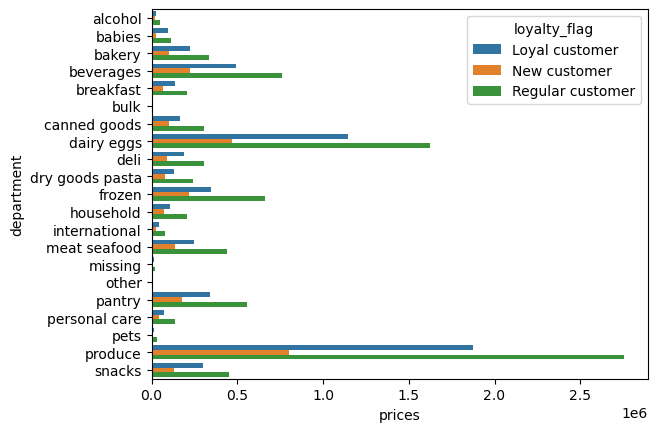 alcohol
babies
bakery
beverages
breakfast
bulk
canned goods
dairy eggs
deli
dry goods pasta
frozen
household
international
meat seafood
missing
other
pantry
personal care
pets
produce
snacks
department
loyalty_flag
Loyal customer
New customer
Regular customer
0.0 0.5 1.0 1.5 2.0 2.5
1e6
prices